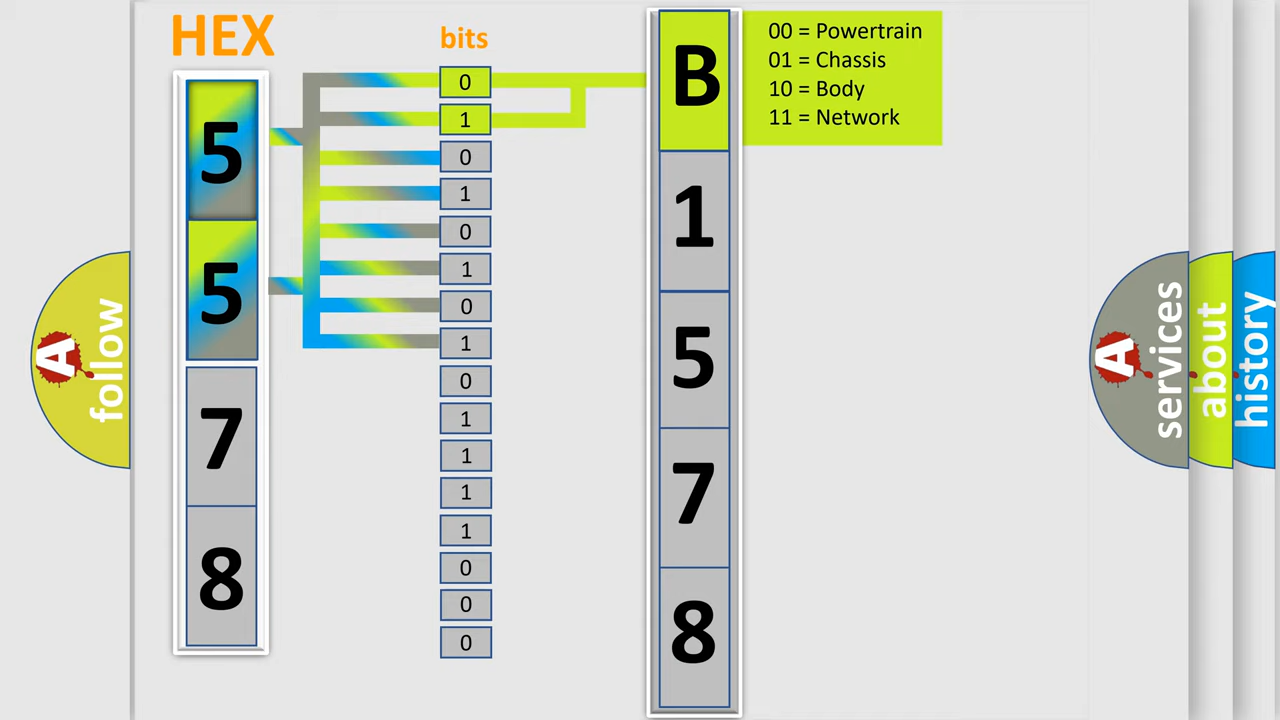 HEX
bits
5
5
7
8
0
1
0
1
0
1
0
1
0
1
1
1
1
0
0
0
B
1
5
7
8
00 = Powertrain
01 = Chassis
10 = Body
11 = Network
A
follow
A
services
about
history